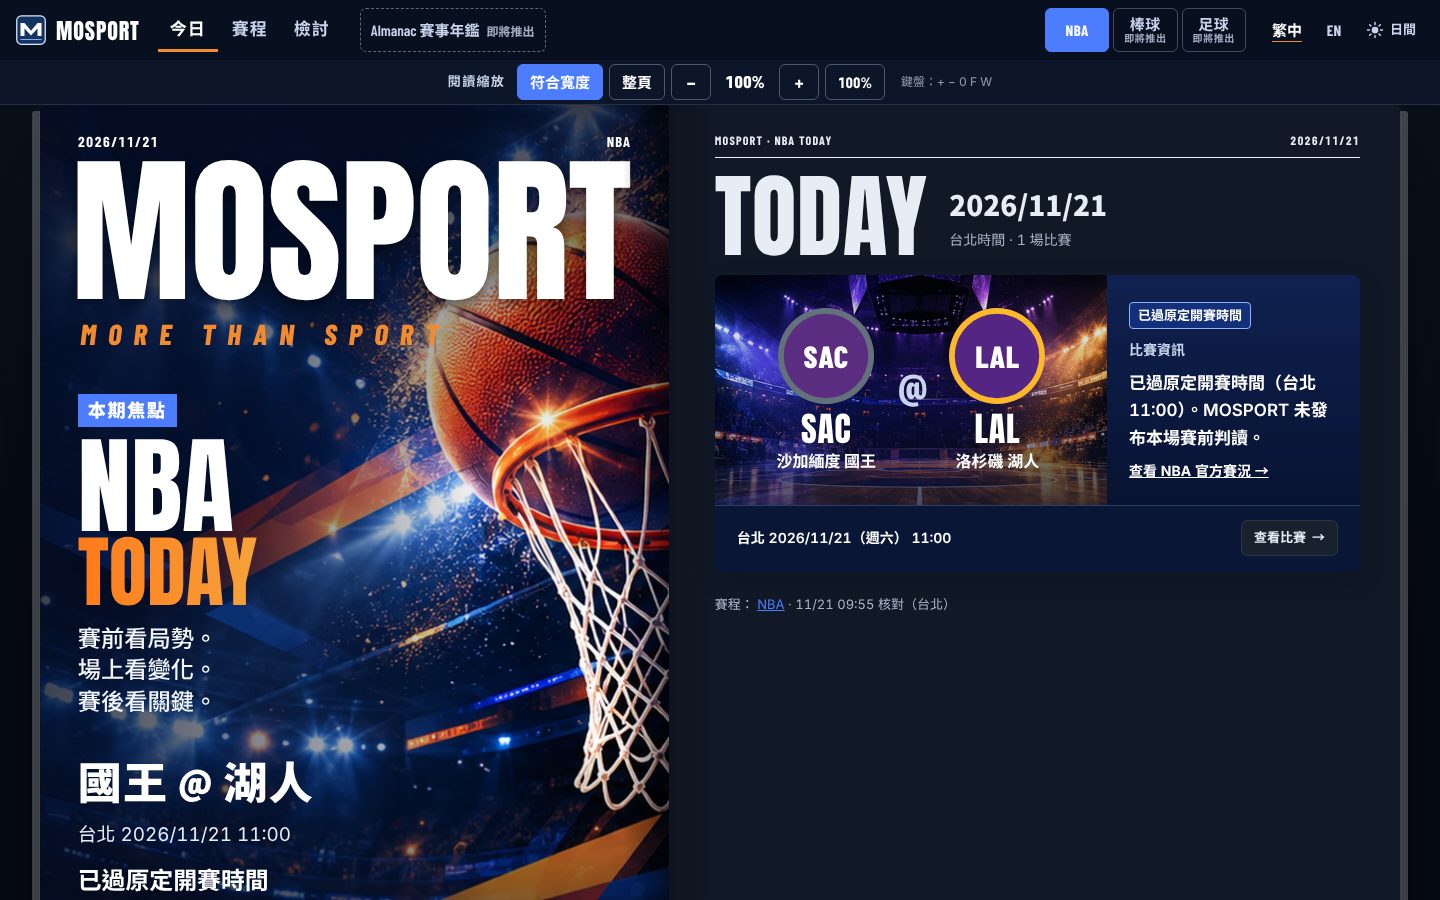 MOSPORT
今日
賽程
檢討
Almanac 賽事年鑑 即將推出
NBA
棒球
即將推出
足球
即將推出
繁中
EN
日間
閱讀縮放
符合寬度
整頁
−
100%
+
100%
鍵盤：+ − 0 F W
2026/11/21
NBA
MOSPORT
MORE THAN SPORT
本期焦點
NBA
TODAY
賽前看局勢。
場上看變化。
賽後看關鍵。
國王 @ 湖人
台北 2026/11/21 11:00
已過原定開賽時間
MOSPORT · NBA TODAY
2026/11/21
TODAY
2026/11/21
台北時間 · 1 場比賽
SAC
@
LAL
SAC
LAL
沙加緬度 國王
洛杉磯 湖人
已過原定開賽時間
比賽資訊
已過原定開賽時間（台北
11:00）。MOSPORT 未發
布本場賽前判讀。
查看 NBA 官方賽況 →
台北 2026/11/21（週六） 11:00
查看比賽 →
賽程： NBA · 11/21 09:55 核對（台北）